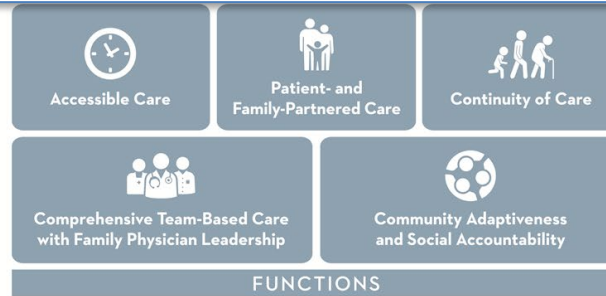 Accessible Care
Patient- and
Family-Partnered Care
Continuity of Care
Comprehensive Team-Based Care
with Family Physician Leadership
Community Adaptiveness
and Social Accountability
FUNCTIONS